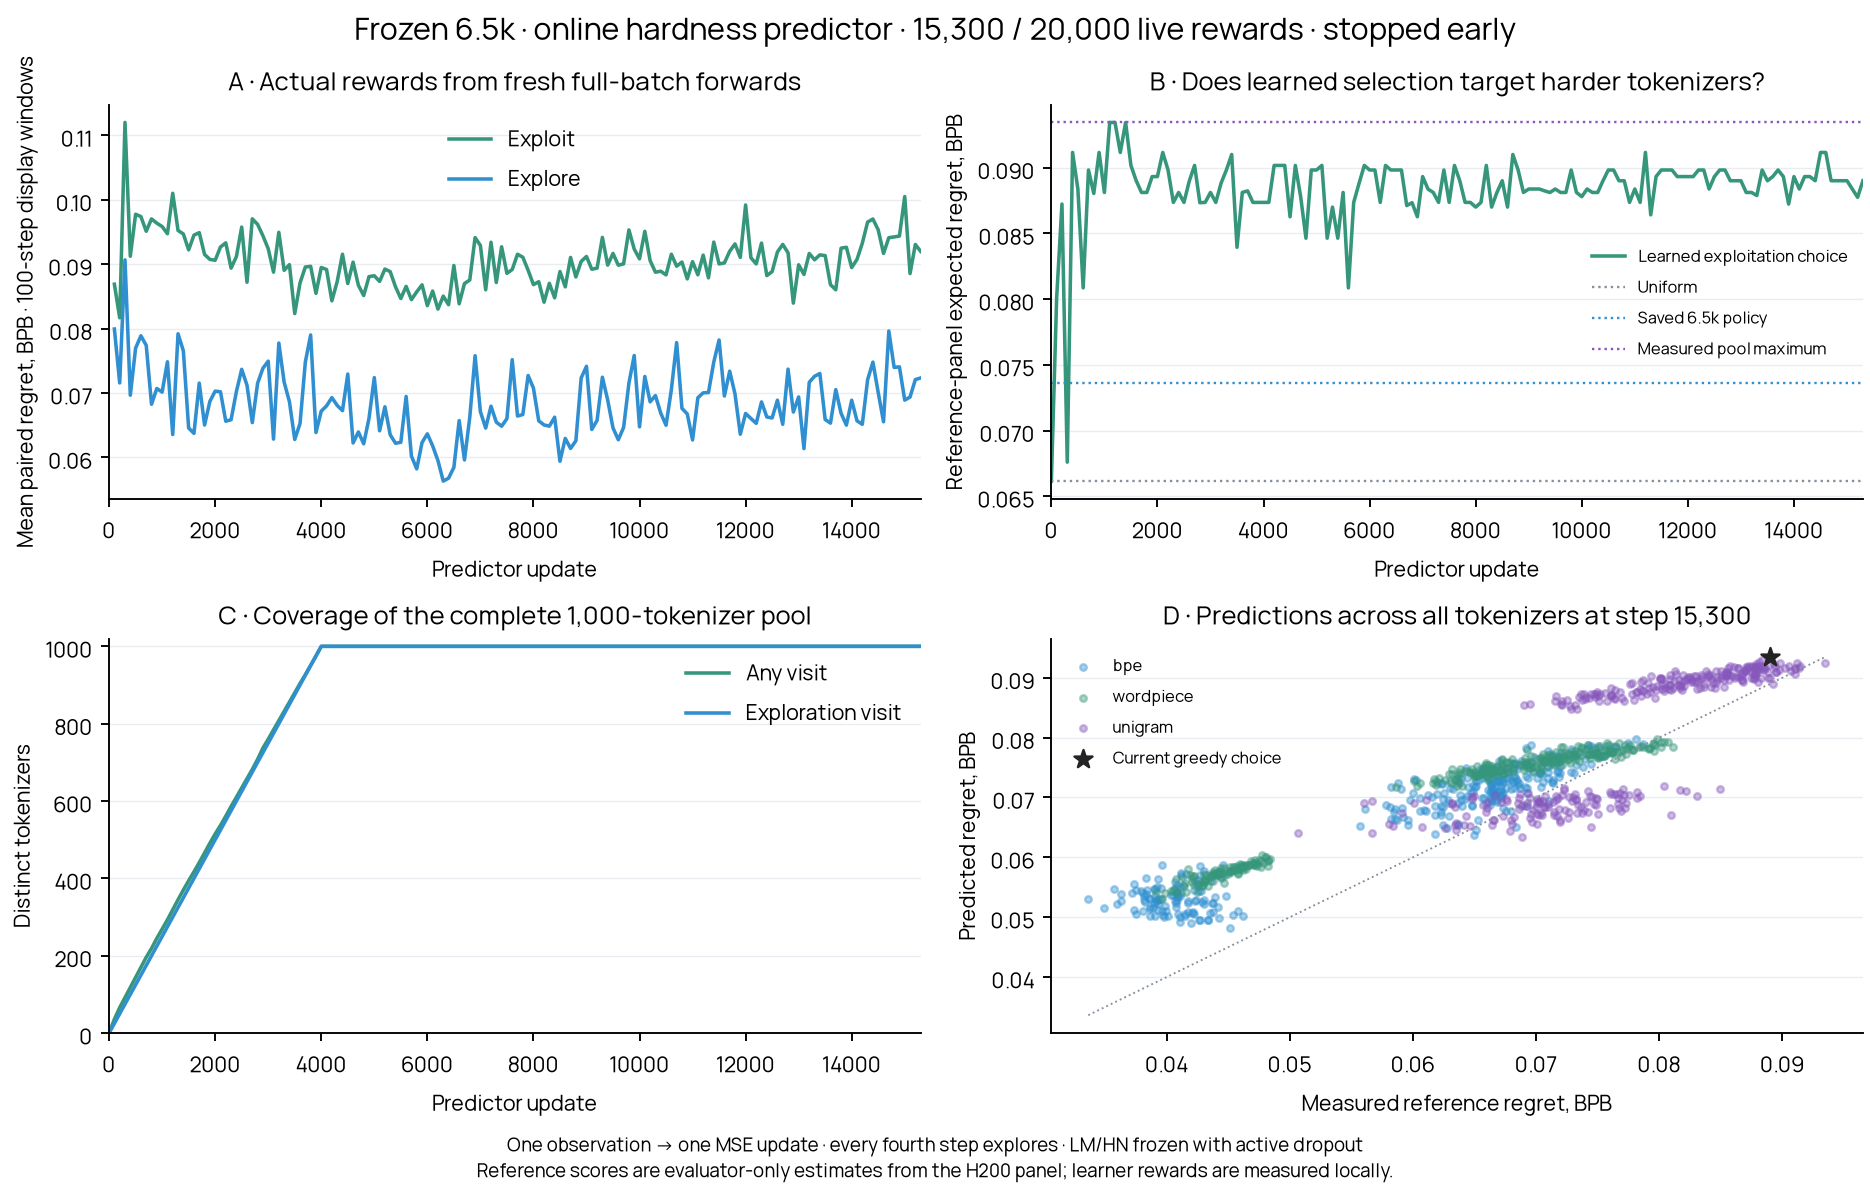 Frozen 6.5k · online hardness predictor · 15,300 / 20,000 live rewards · stopped early
A · Actual rewards from fresh full-batch forwards
Mean paired regret, BPB · 100-step display windows
0.11
0.10
0.09
0.08
0.07
0.06
Exploit
Explore
0
2000
4000
6000
8000
10000
12000
14000
Predictor update
B · Does learned selection target harder tokenizers?
Reference-panel expected regret, BPB
0.090
0.085
0.080
0.075
0.070
0.065
Learned exploitation choice
Uniform
Saved 6.5k policy
Measured pool maximum
0
2000
4000
6000
8000
10000
12000
14000
Predictor update
C · Coverage of the complete 1,000-tokenizer pool
Distinct tokenizers
1000
800
600
400
200
0
Any visit
Exploration visit
0
2000
4000
6000
8000
10000
12000
14000
Predictor update
D · Predictions across all tokenizers at step 15,300
Predicted regret, BPB
0.09
0.08
0.07
0.06
0.05
0.04
bpe
wordpiece
unigram
Current greedy choice
0.04
0.05
0.06
0.07
0.08
0.09
Measured reference regret, BPB
One observation → one MSE update · every fourth step explores · LM/HN frozen with active dropout
Reference scores are evaluator-only estimates from the H200 panel; learner rewards are measured locally.